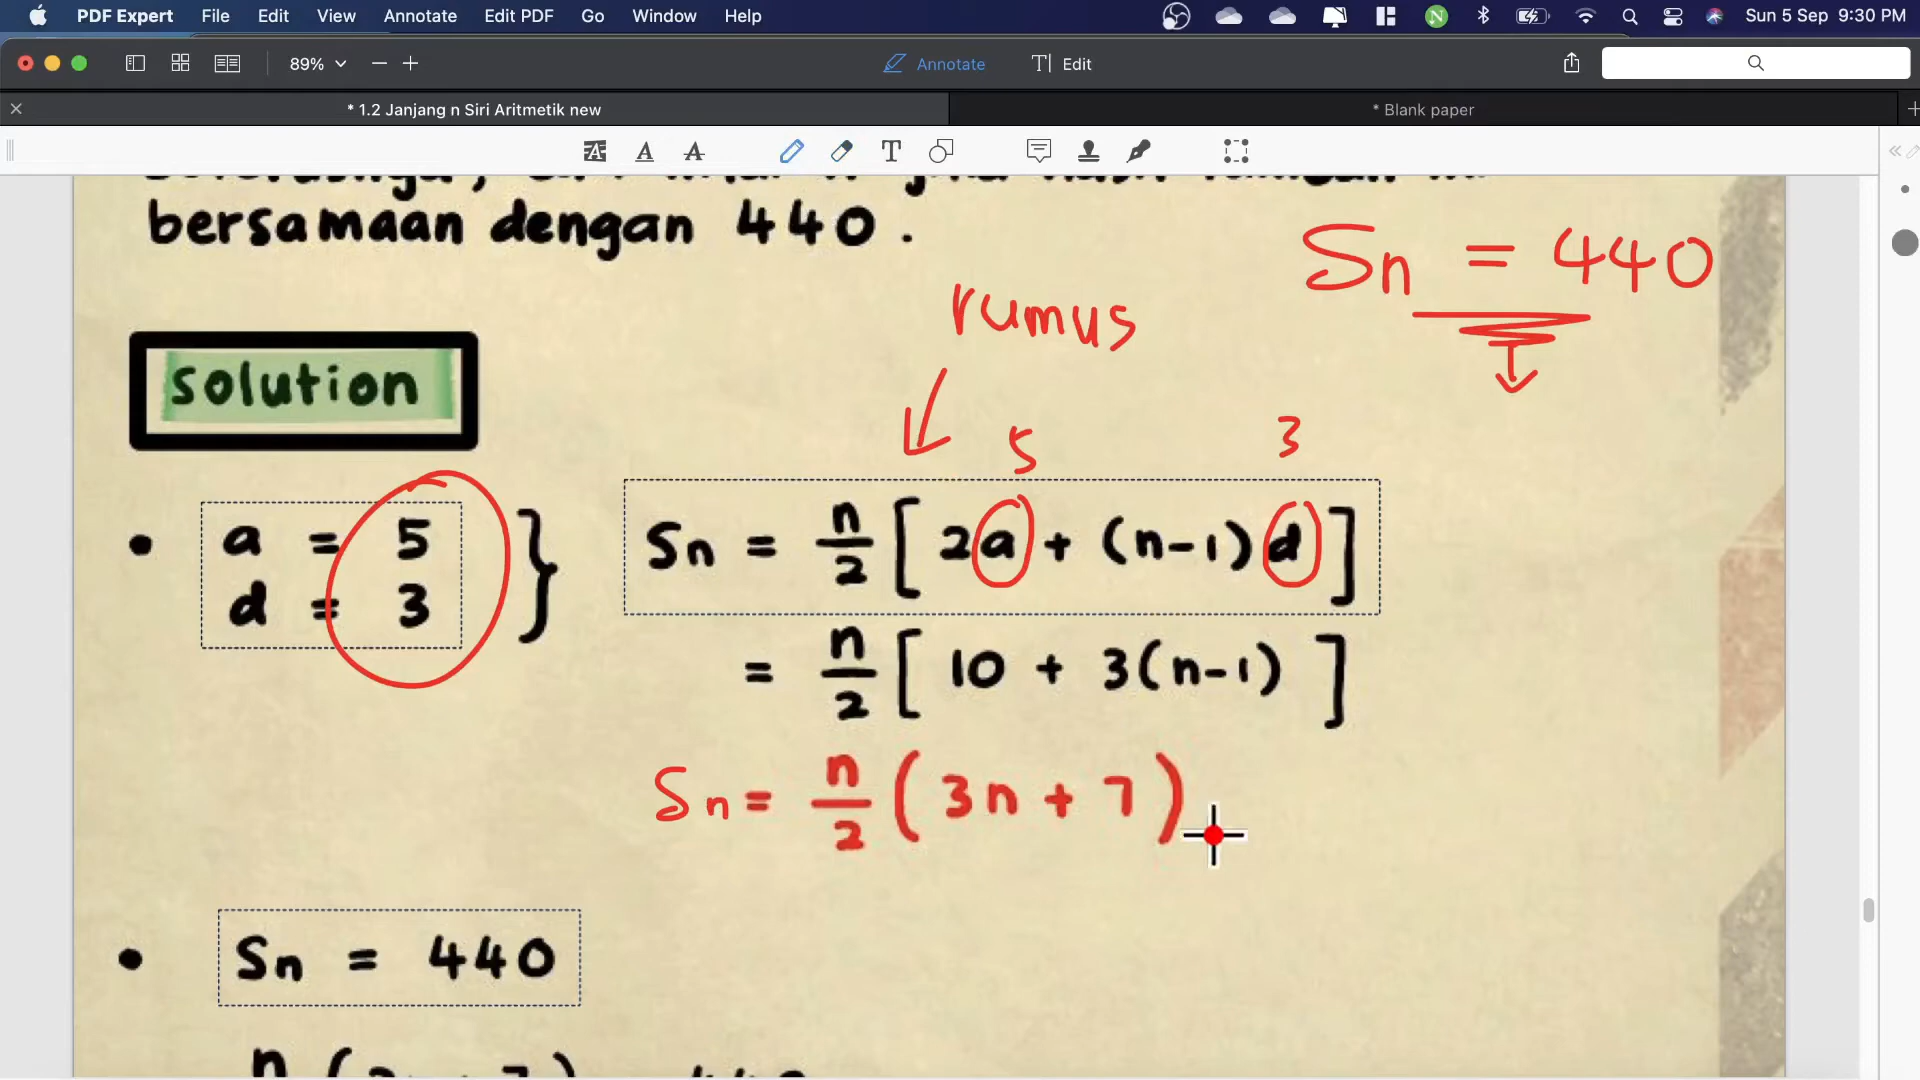 PDF Expert File Edit View Annotate Edit PDF Go Window Help Sun 5 Sep 9:30 PM
89% Annotate T| Edit
* 1.2 Janjang n Siri Aritmetik new * Blank paper
bersamaan dengan 440 .
Sn = 440
rumus
solution
5 3
• a = 5
d = 3
Sn = n/2 [ 2a + (n-1) d ]
= n/2 [ 10 + 3(n-1) ]
Sn = n/2 ( 3n + 7 )
• Sn = 440